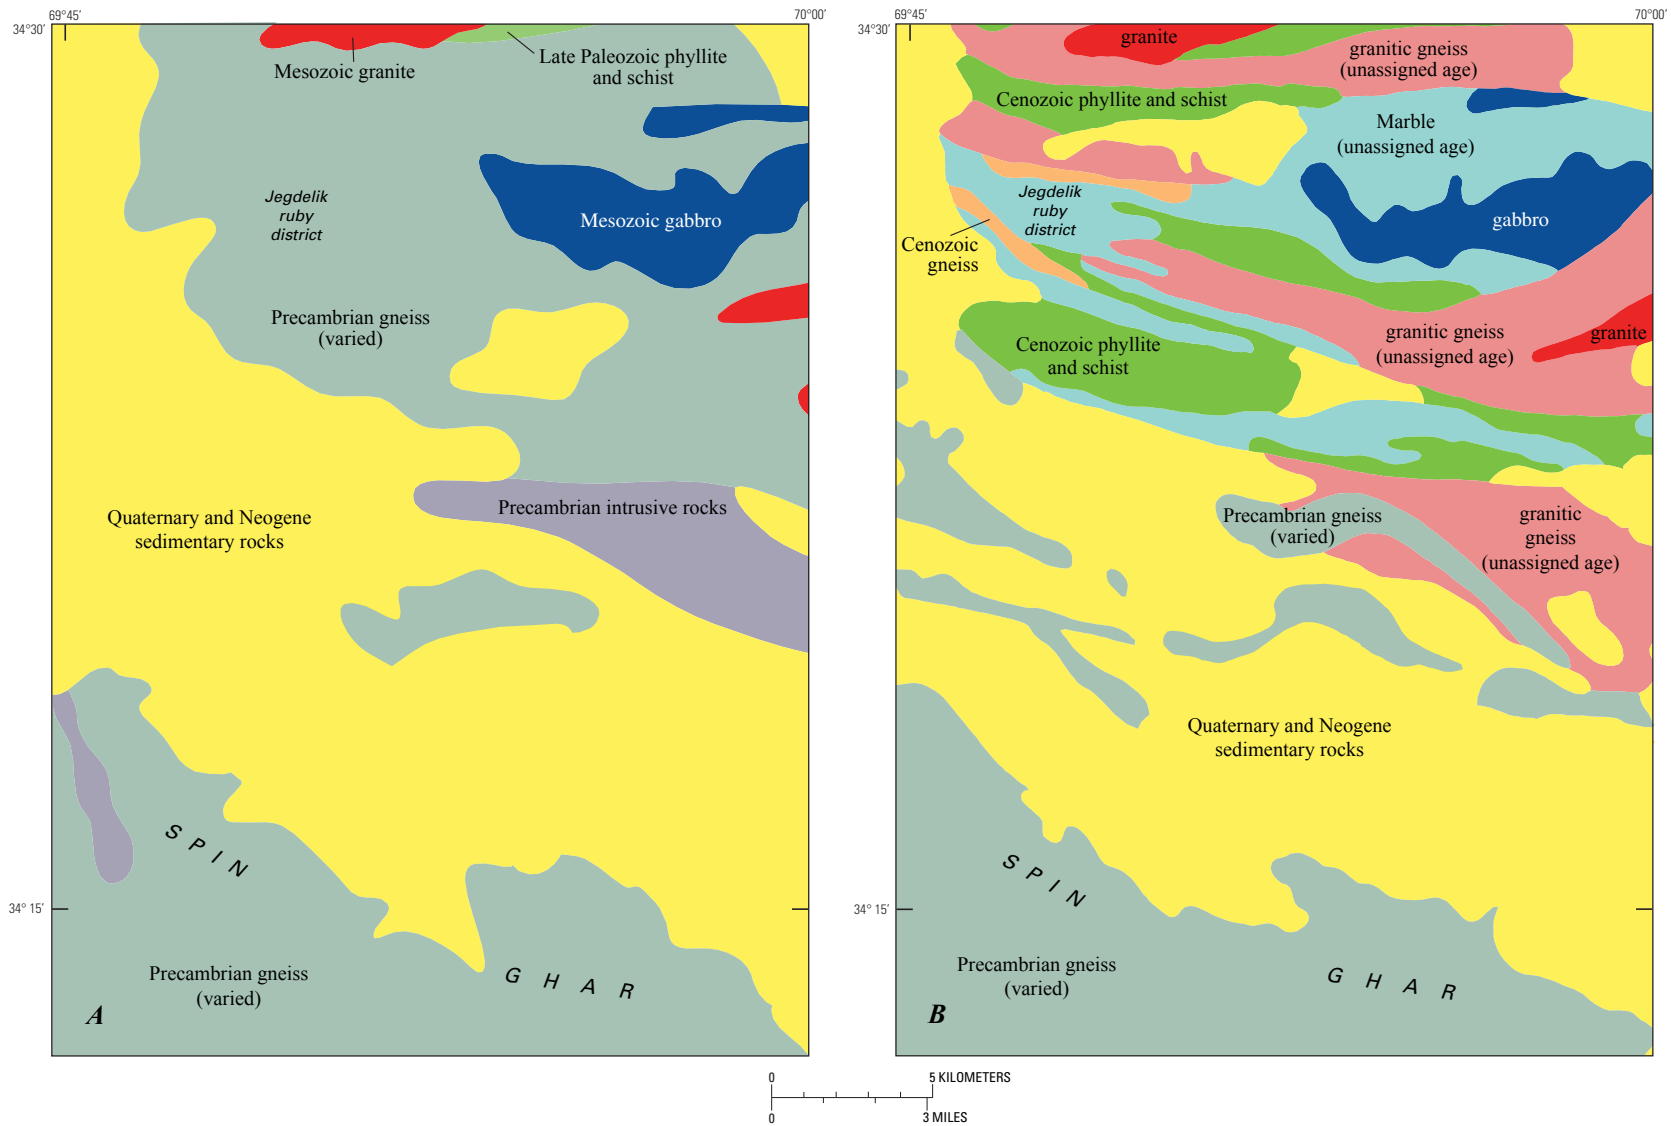 69°45’
70°00’
34°30’
Mesozoic granite
Late Paleozoic phyllite
and schist
Jegdelik
ruby
district
Mesozoic gabbro
Precambrian gneiss
(varied)
Quaternary and Neogene
sedimentary rocks
Precambrian intrusive rocks
SPIN
34° 15’
GHAR
Precambrian gneiss
(varied)
A
69°45’
70°00’
34°30’
granite
granitic gneiss
(unassigned age)
Cenozoic phyllite and schist
Marble
(unassigned age)
Jegdelik
ruby
district
gabbro
Cenozoic
gneiss
Cenozoic phyllite
and schist
granitic gneiss
(unassigned age)
granite
Precambrian gneiss
(varied)
granitic
gneiss
(unassigned age)
Quaternary and Neogene
sedimentary rocks
SPIN
34° 15’
GHAR
Precambrian gneiss
(varied)
B
0
5 KILOMETERS
0
3 MILES